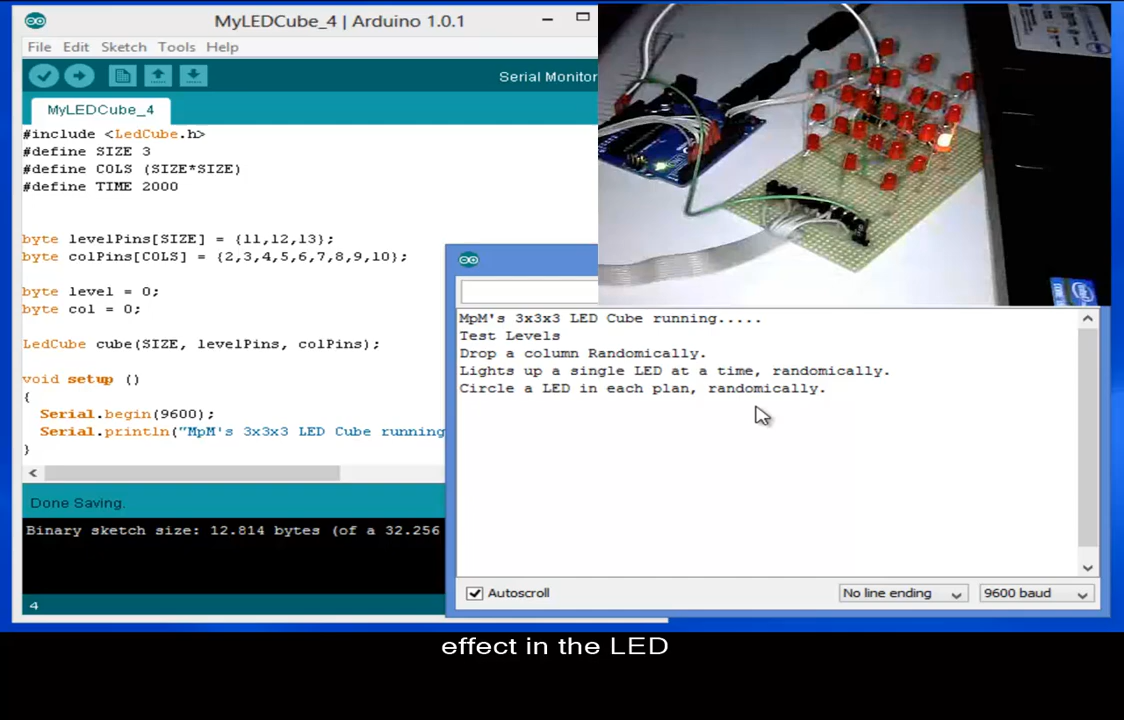 MyLEDCube_4 | Arduino 1.0.1
File Edit Sketch Tools Help
Serial Monitor
MyLEDCube_4
#include <LedCube.h>
#define SIZE 3
#define COLS (SIZE*SIZE)
#define TIME 2000
byte levelPins[SIZE] = {11,12,13};
byte colPins[COLS] = {2,3,4,5,6,7,8,9,10};
byte level = 0;
byte col = 0;
LedCube cube(SIZE, levelPins, colPins);
void setup ()
{
Serial.begin(9600);
Serial.println("MpM's 3x3x3 LED Cube running
}
Done Saving.
Binary sketch size: 12.814 bytes (of a 32.256
4
MpM's 3x3x3 LED Cube running.....
Test Levels
Drop a column Randomically.
Lights up a single LED at a time, randomically.
Circle a LED in each plan, randomically.
Autoscroll
No line ending
9600 baud
effect in the LED